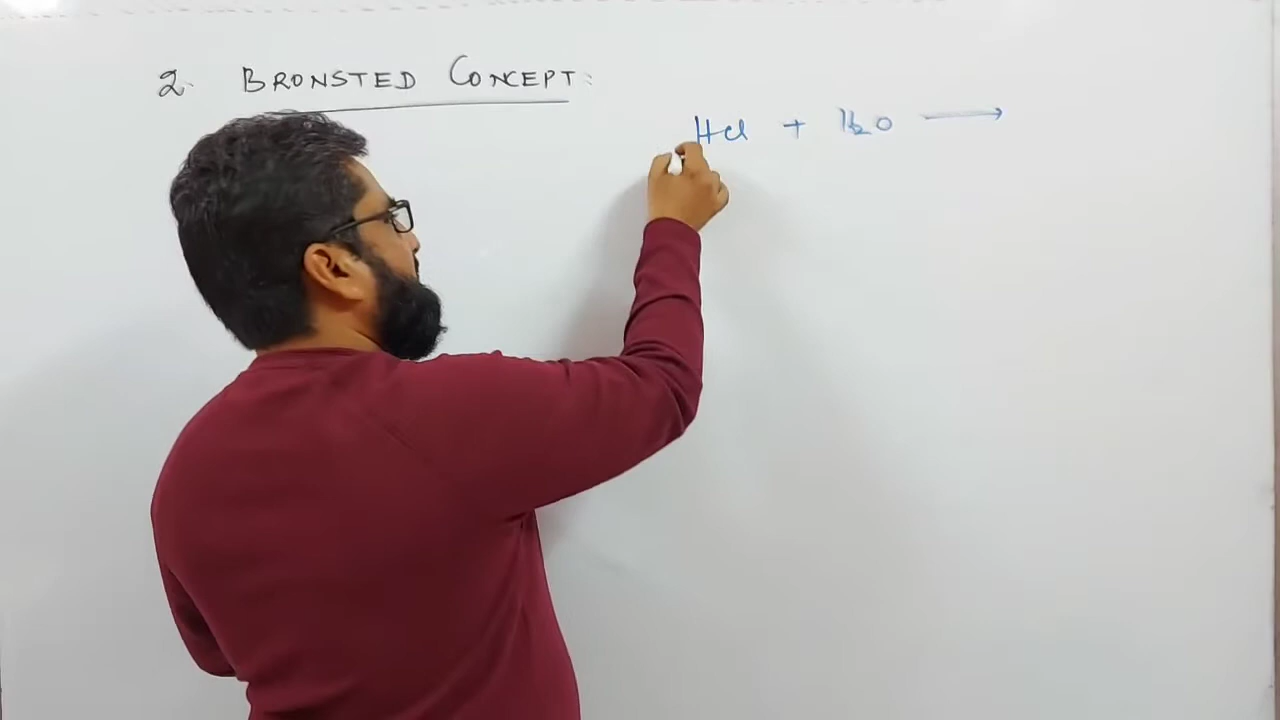 2. BRONSTED CONCEPT:
HCl + H₂O ⟶